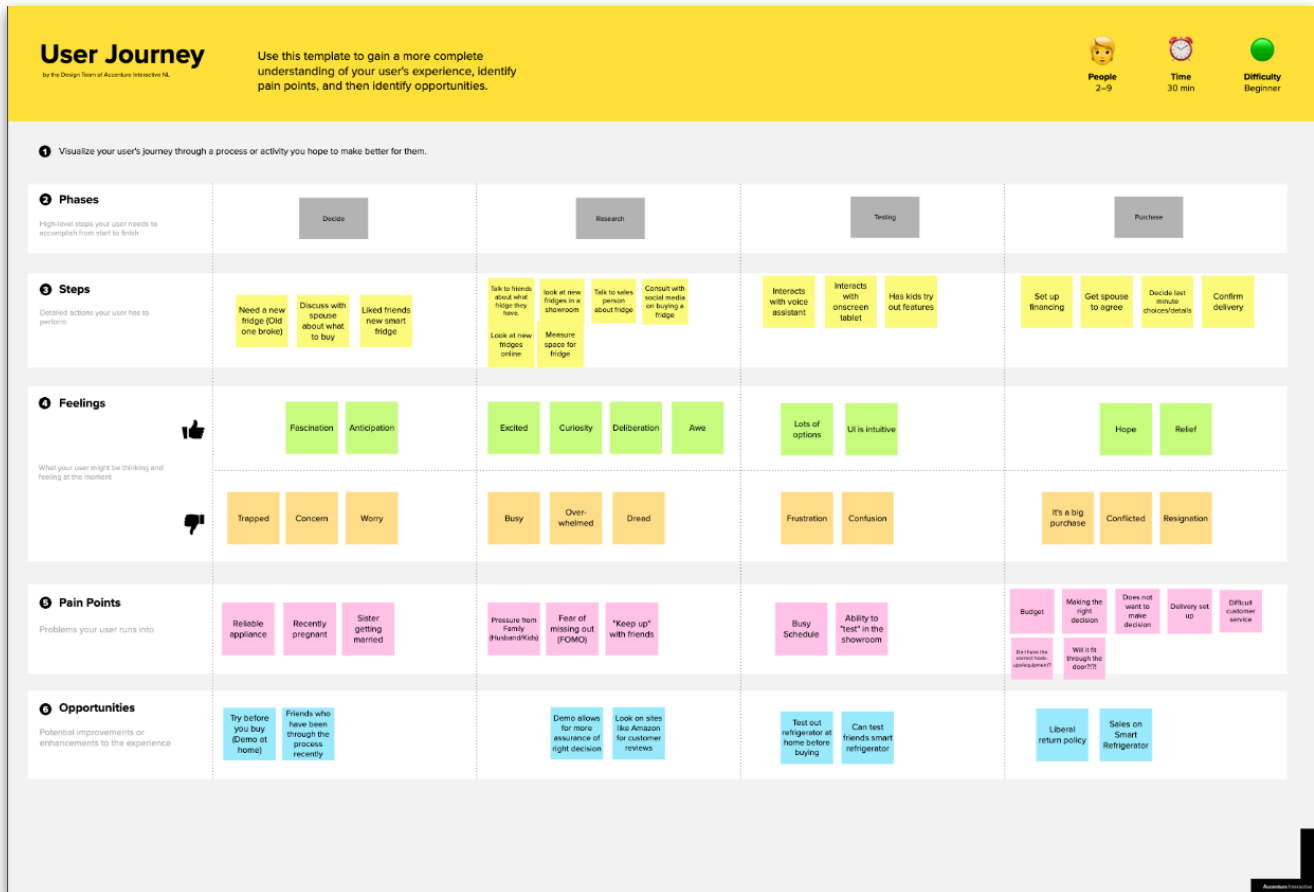 User Journey
by the Design Team of Accenture Interactive NL
Use this template to gain a more complete
understanding of your user's experience, identify
pain points, and then identify opportunities.
People
2–9
Time
30 min
Difficulty
Beginner
1 Visualize your user's journey through a process or activity you hope to make better for them.
2 Phases
High-level steps your user needs to
accomplish from start to finish
Decide
Research
Testing
Purchase
3 Steps
Detailed actions your user has to
perform
Need a new
fridge (Old
one broke)
Discuss with
spouse
about what
to buy
Liked friends
new smart
fridge
Talk to friends
about what
fridge they
have.
look at new
fridges in a
showroom
Talk to sales
person
about fridge
Consult with
social media
on buying a
fridge
Look at new
fridges
online
Measure
space for
fridge
Interacts
with voice
assistant
Interacts
with
onscreen
tablet
Has kids try
out features
Set up
financing
Get spouse
to agree
Decide last
minute
choices/details
Confirm
delivery
4 Feelings
What your user might be thinking and
feeling at the moment
Fascination
Anticipation
Excited
Curiosity
Deliberation
Awe
Lots of
options
UI is intuitive
Hope
Relief
Trapped
Concern
Worry
Busy
Over-
whelmed
Dread
Frustration
Confusion
It's a big
purchase
Conflicted
Resignation
5 Pain Points
Problems your user runs into
Reliable
appliance
Recently
pregnant
Sister
getting
married
Pressure from
Family
(Husband/Kids)
Fear of
missing out
(FOMO)
"Keep up"
with friends
Busy
Schedule
Ability to
"test" in the
showroom
Budget
Making the
right
decision
Does not
want to
make
decision
Delivery set
up
Difficult
customer
service
Do I have the
correct hook-
ups/equipment?
Will it fit
through the
door?!?!
6 Opportunities
Potential improvements or
enhancements to the experience
Try before
you buy
(Demo at
home)
Friends who
have been
through the
process
recently
Demo allows
for more
assurance of
right decision
Look on sites
like Amazon
for customer
reviews
Test out
refrigerator at
home before
buying
Can test
friends smart
refrigerator
Liberal
return policy
Sales on
Smart
Refrigerator
Accenture Interactive